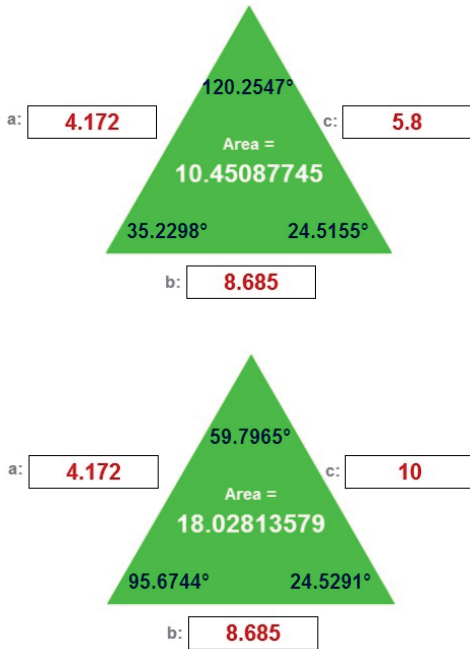 120.2547°
a: 4.172 c: 5.8
Area =
10.45087745
35.2298° 24.5155°
b: 8.685
59.7965°
a: 4.172 c: 10
Area =
18.02813579
95.6744° 24.5291°
b: 8.685